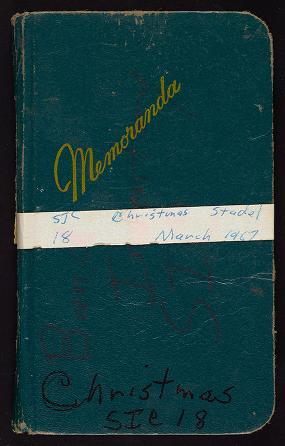 Memoranda
SIC Christmas Stadel
18 March 1967
Christmas
SIC 18